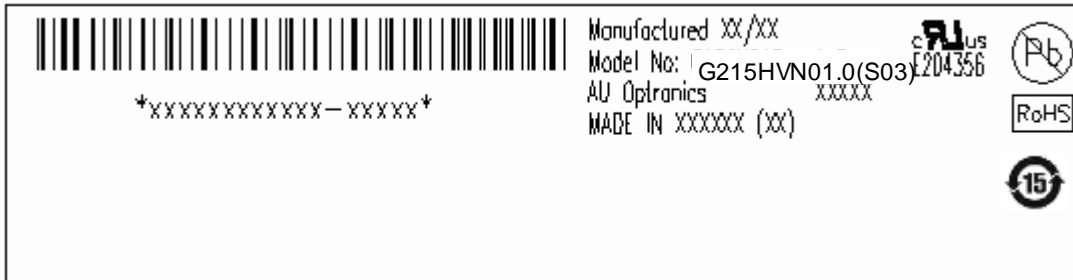 *XXXXXXXXXXXX-XXXXX*
Manufactured XX/XX
Model No: G215HVN01.0(S03)
AU Optronics XXXXX
MADE IN XXXXXX (XX)
c RU us
E204356
Pb
RoHS
15